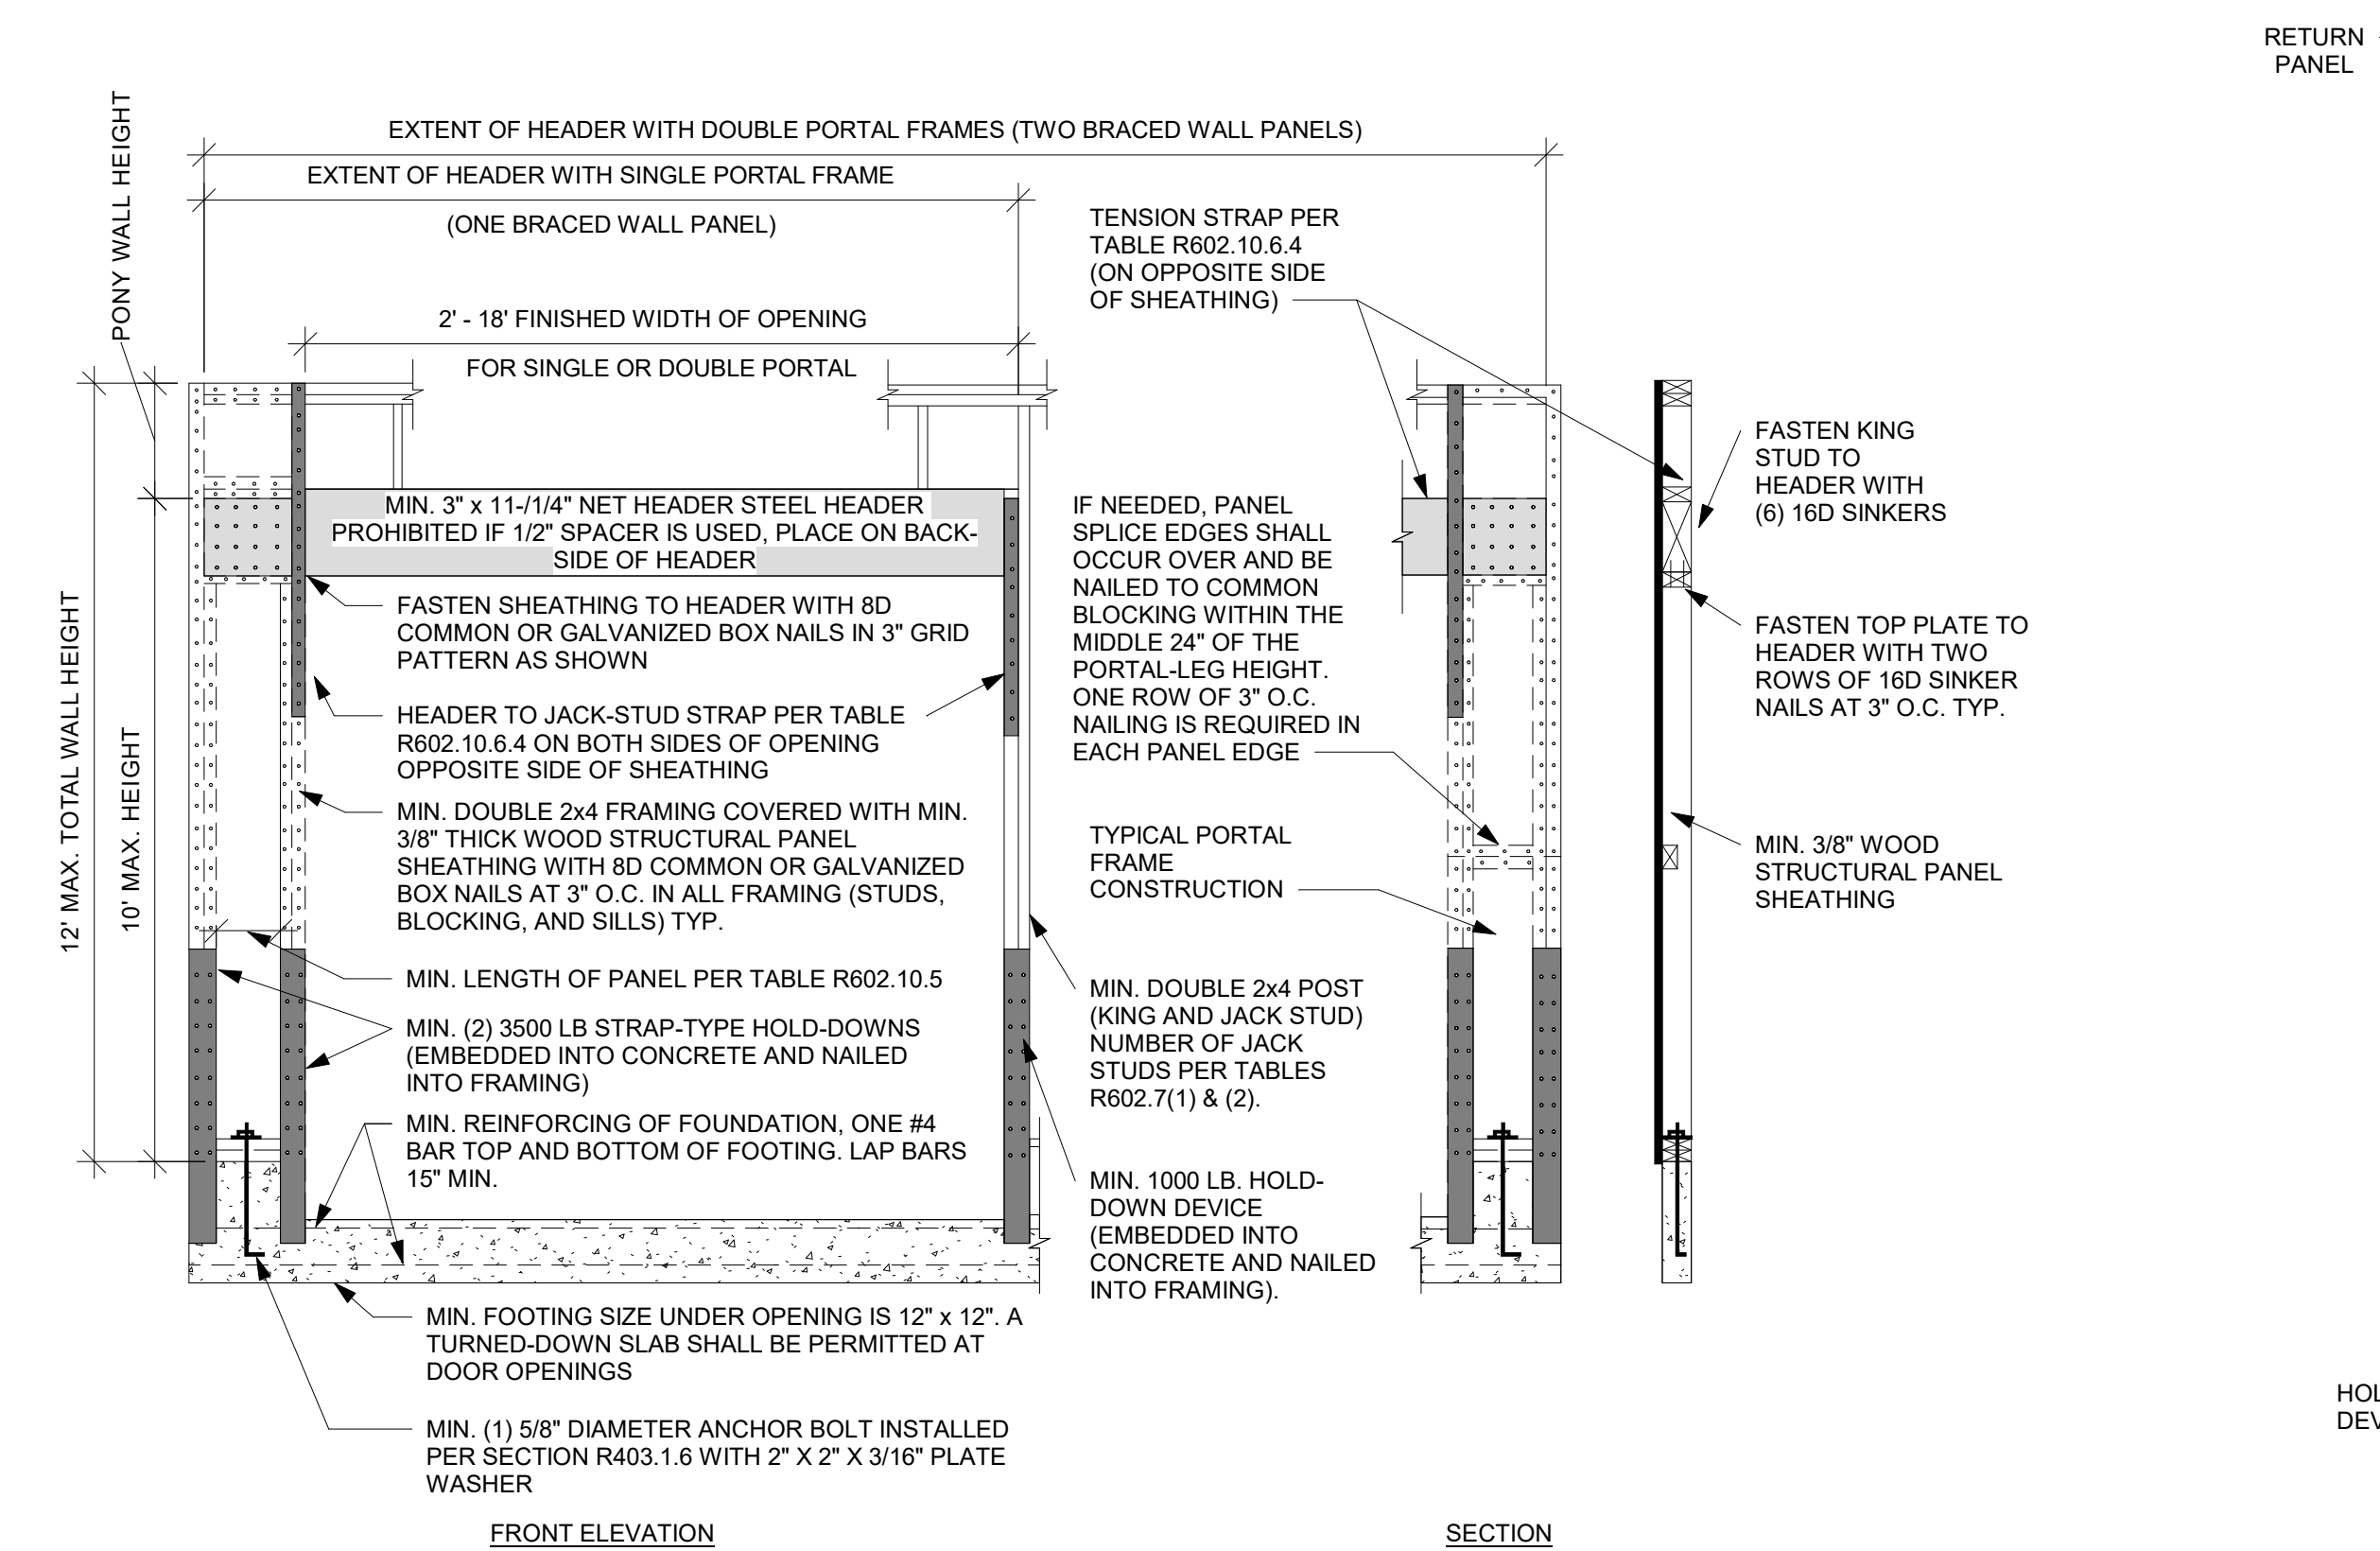 RETURN
PANEL
PONY WALL HEIGHT
EXTENT OF HEADER WITH DOUBLE PORTAL FRAMES (TWO BRACED WALL PANELS)
EXTENT OF HEADER WITH SINGLE PORTAL FRAME
(ONE BRACED WALL PANEL)
2' - 18' FINISHED WIDTH OF OPENING
FOR SINGLE OR DOUBLE PORTAL
TENSION STRAP PER
TABLE R602.10.6.4
(ON OPPOSITE SIDE
OF SHEATHING)
12' MAX. TOTAL WALL HEIGHT
10' MAX. HEIGHT
MIN. 3" x 11-/1/4" NET HEADER STEEL HEADER
PROHIBITED IF 1/2" SPACER IS USED, PLACE ON BACK-
SIDE OF HEADER
FASTEN SHEATHING TO HEADER WITH 8D
COMMON OR GALVANIZED BOX NAILS IN 3" GRID
PATTERN AS SHOWN
HEADER TO JACK-STUD STRAP PER TABLE
R602.10.6.4 ON BOTH SIDES OF OPENING
OPPOSITE SIDE OF SHEATHING
MIN. DOUBLE 2x4 FRAMING COVERED WITH MIN.
3/8" THICK WOOD STRUCTURAL PANEL
SHEATHING WITH 8D COMMON OR GALVANIZED
BOX NAILS AT 3" O.C. IN ALL FRAMING (STUDS,
BLOCKING, AND SILLS) TYP.
MIN. LENGTH OF PANEL PER TABLE R602.10.5
MIN. (2) 3500 LB STRAP-TYPE HOLD-DOWNS
(EMBEDDED INTO CONCRETE AND NAILED
INTO FRAMING)
MIN. REINFORCING OF FOUNDATION, ONE #4
BAR TOP AND BOTTOM OF FOOTING. LAP BARS
15" MIN.
MIN. FOOTING SIZE UNDER OPENING IS 12" x 12". A
TURNED-DOWN SLAB SHALL BE PERMITTED AT
DOOR OPENINGS
MIN. (1) 5/8" DIAMETER ANCHOR BOLT INSTALLED
PER SECTION R403.1.6 WITH 2" X 2" X 3/16" PLATE
WASHER
FRONT ELEVATION
IF NEEDED, PANEL
SPLICE EDGES SHALL
OCCUR OVER AND BE
NAILED TO COMMON
BLOCKING WITHIN THE
MIDDLE 24" OF THE
PORTAL-LEG HEIGHT.
ONE ROW OF 3" O.C.
NAILING IS REQUIRED IN
EACH PANEL EDGE
TYPICAL PORTAL
FRAME
CONSTRUCTION
MIN. DOUBLE 2x4 POST
(KING AND JACK STUD)
NUMBER OF JACK
STUDS PER TABLES
R602.7(1) & (2).
MIN. 1000 LB. HOLD-
DOWN DEVICE
(EMBEDDED INTO
CONCRETE AND NAILED
INTO FRAMING).
FASTEN KING
STUD TO
HEADER WITH
(6) 16D SINKERS
FASTEN TOP PLATE TO
HEADER WITH TWO
ROWS OF 16D SINKER
NAILS AT 3" O.C. TYP.
MIN. 3/8" WOOD
STRUCTURAL PANEL
SHEATHING
SECTION